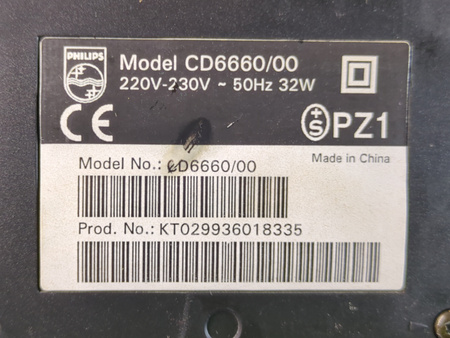 PHILIPS
Model CD6660/00
220V-230V ~ 50Hz 32W
CE
+S PZ1
Model No.: CD6660/00
Made in China
Prod. No.: KT029936018335